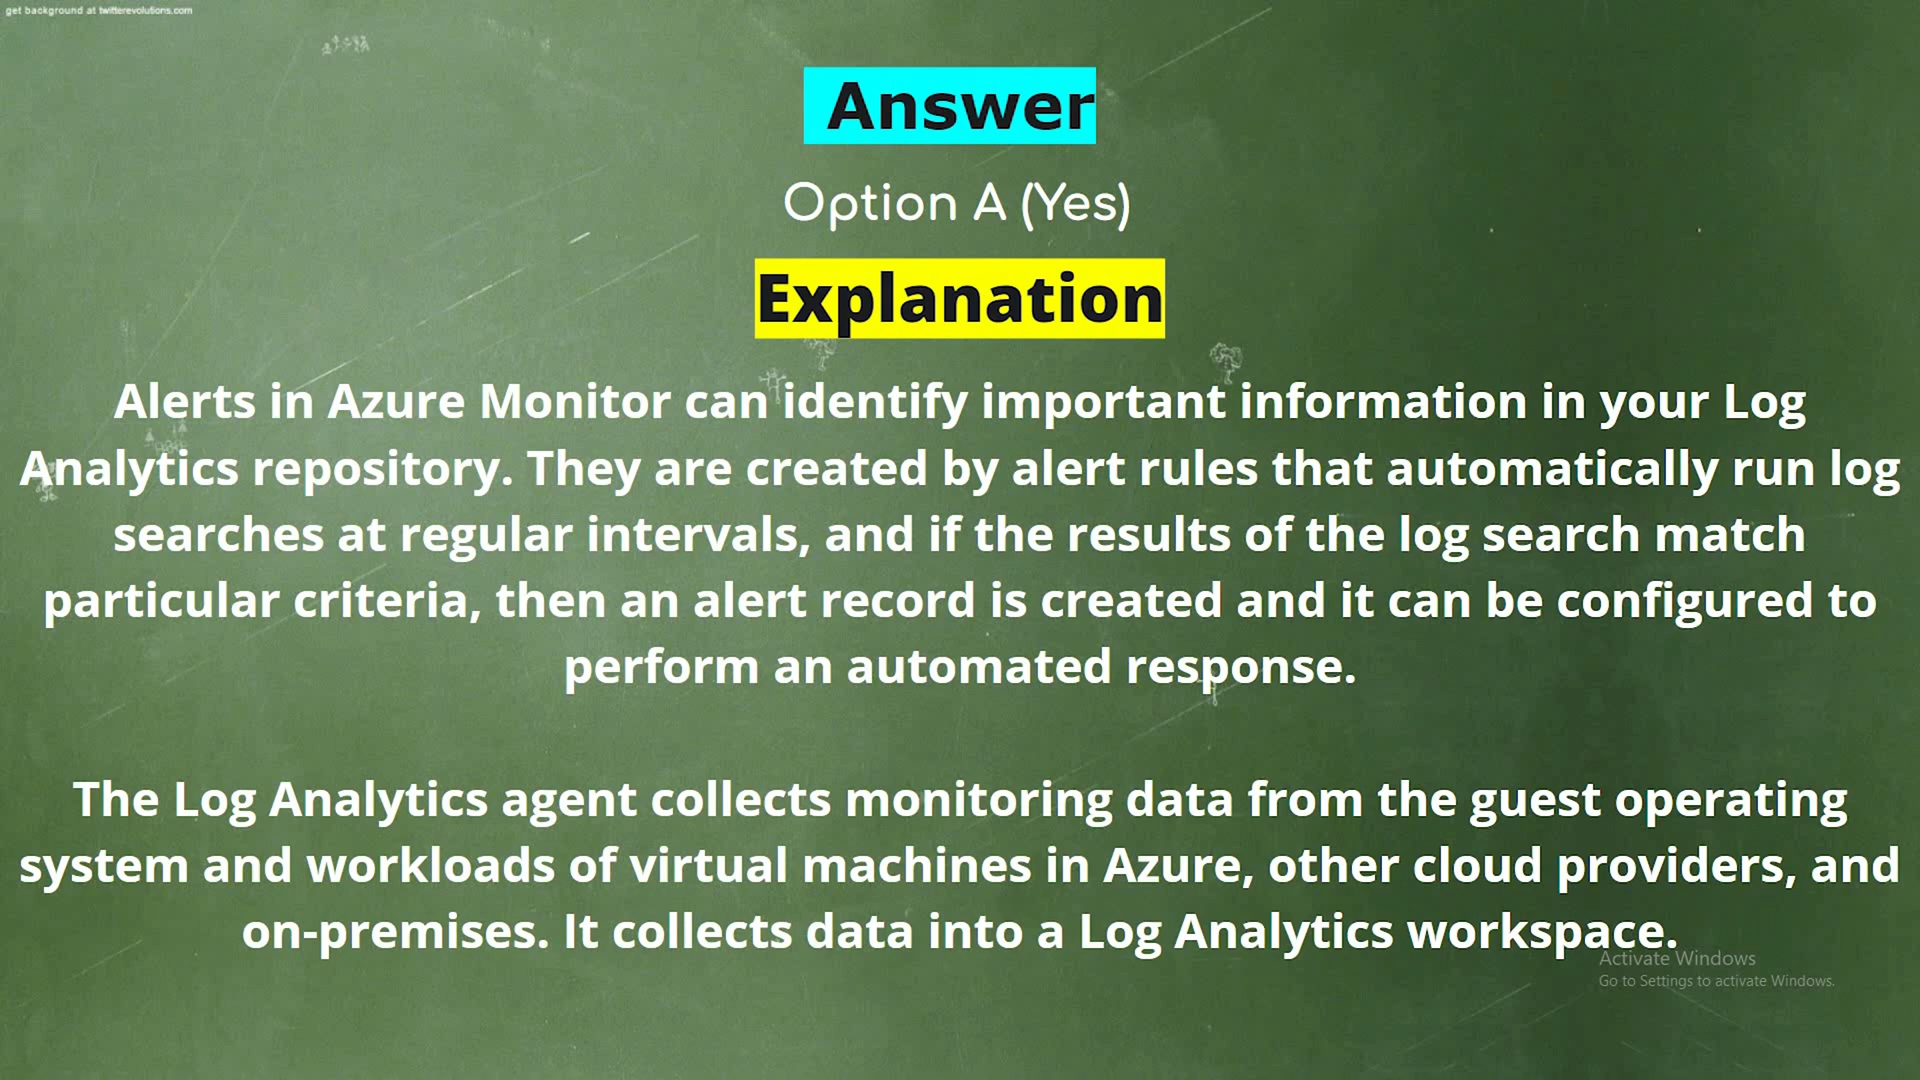 get background at twitterevolutions.com
Answer
Option A (Yes)
Explanation
Alerts in Azure Monitor can identify important information in your Log
Analytics repository. They are created by alert rules that automatically run log
searches at regular intervals, and if the results of the log search match
particular criteria, then an alert record is created and it can be configured to
perform an automated response.
The Log Analytics agent collects monitoring data from the guest operating
system and workloads of virtual machines in Azure, other cloud providers, and
on-premises. It collects data into a Log Analytics workspace.
Activate Windows
Go to Settings to activate Windows.